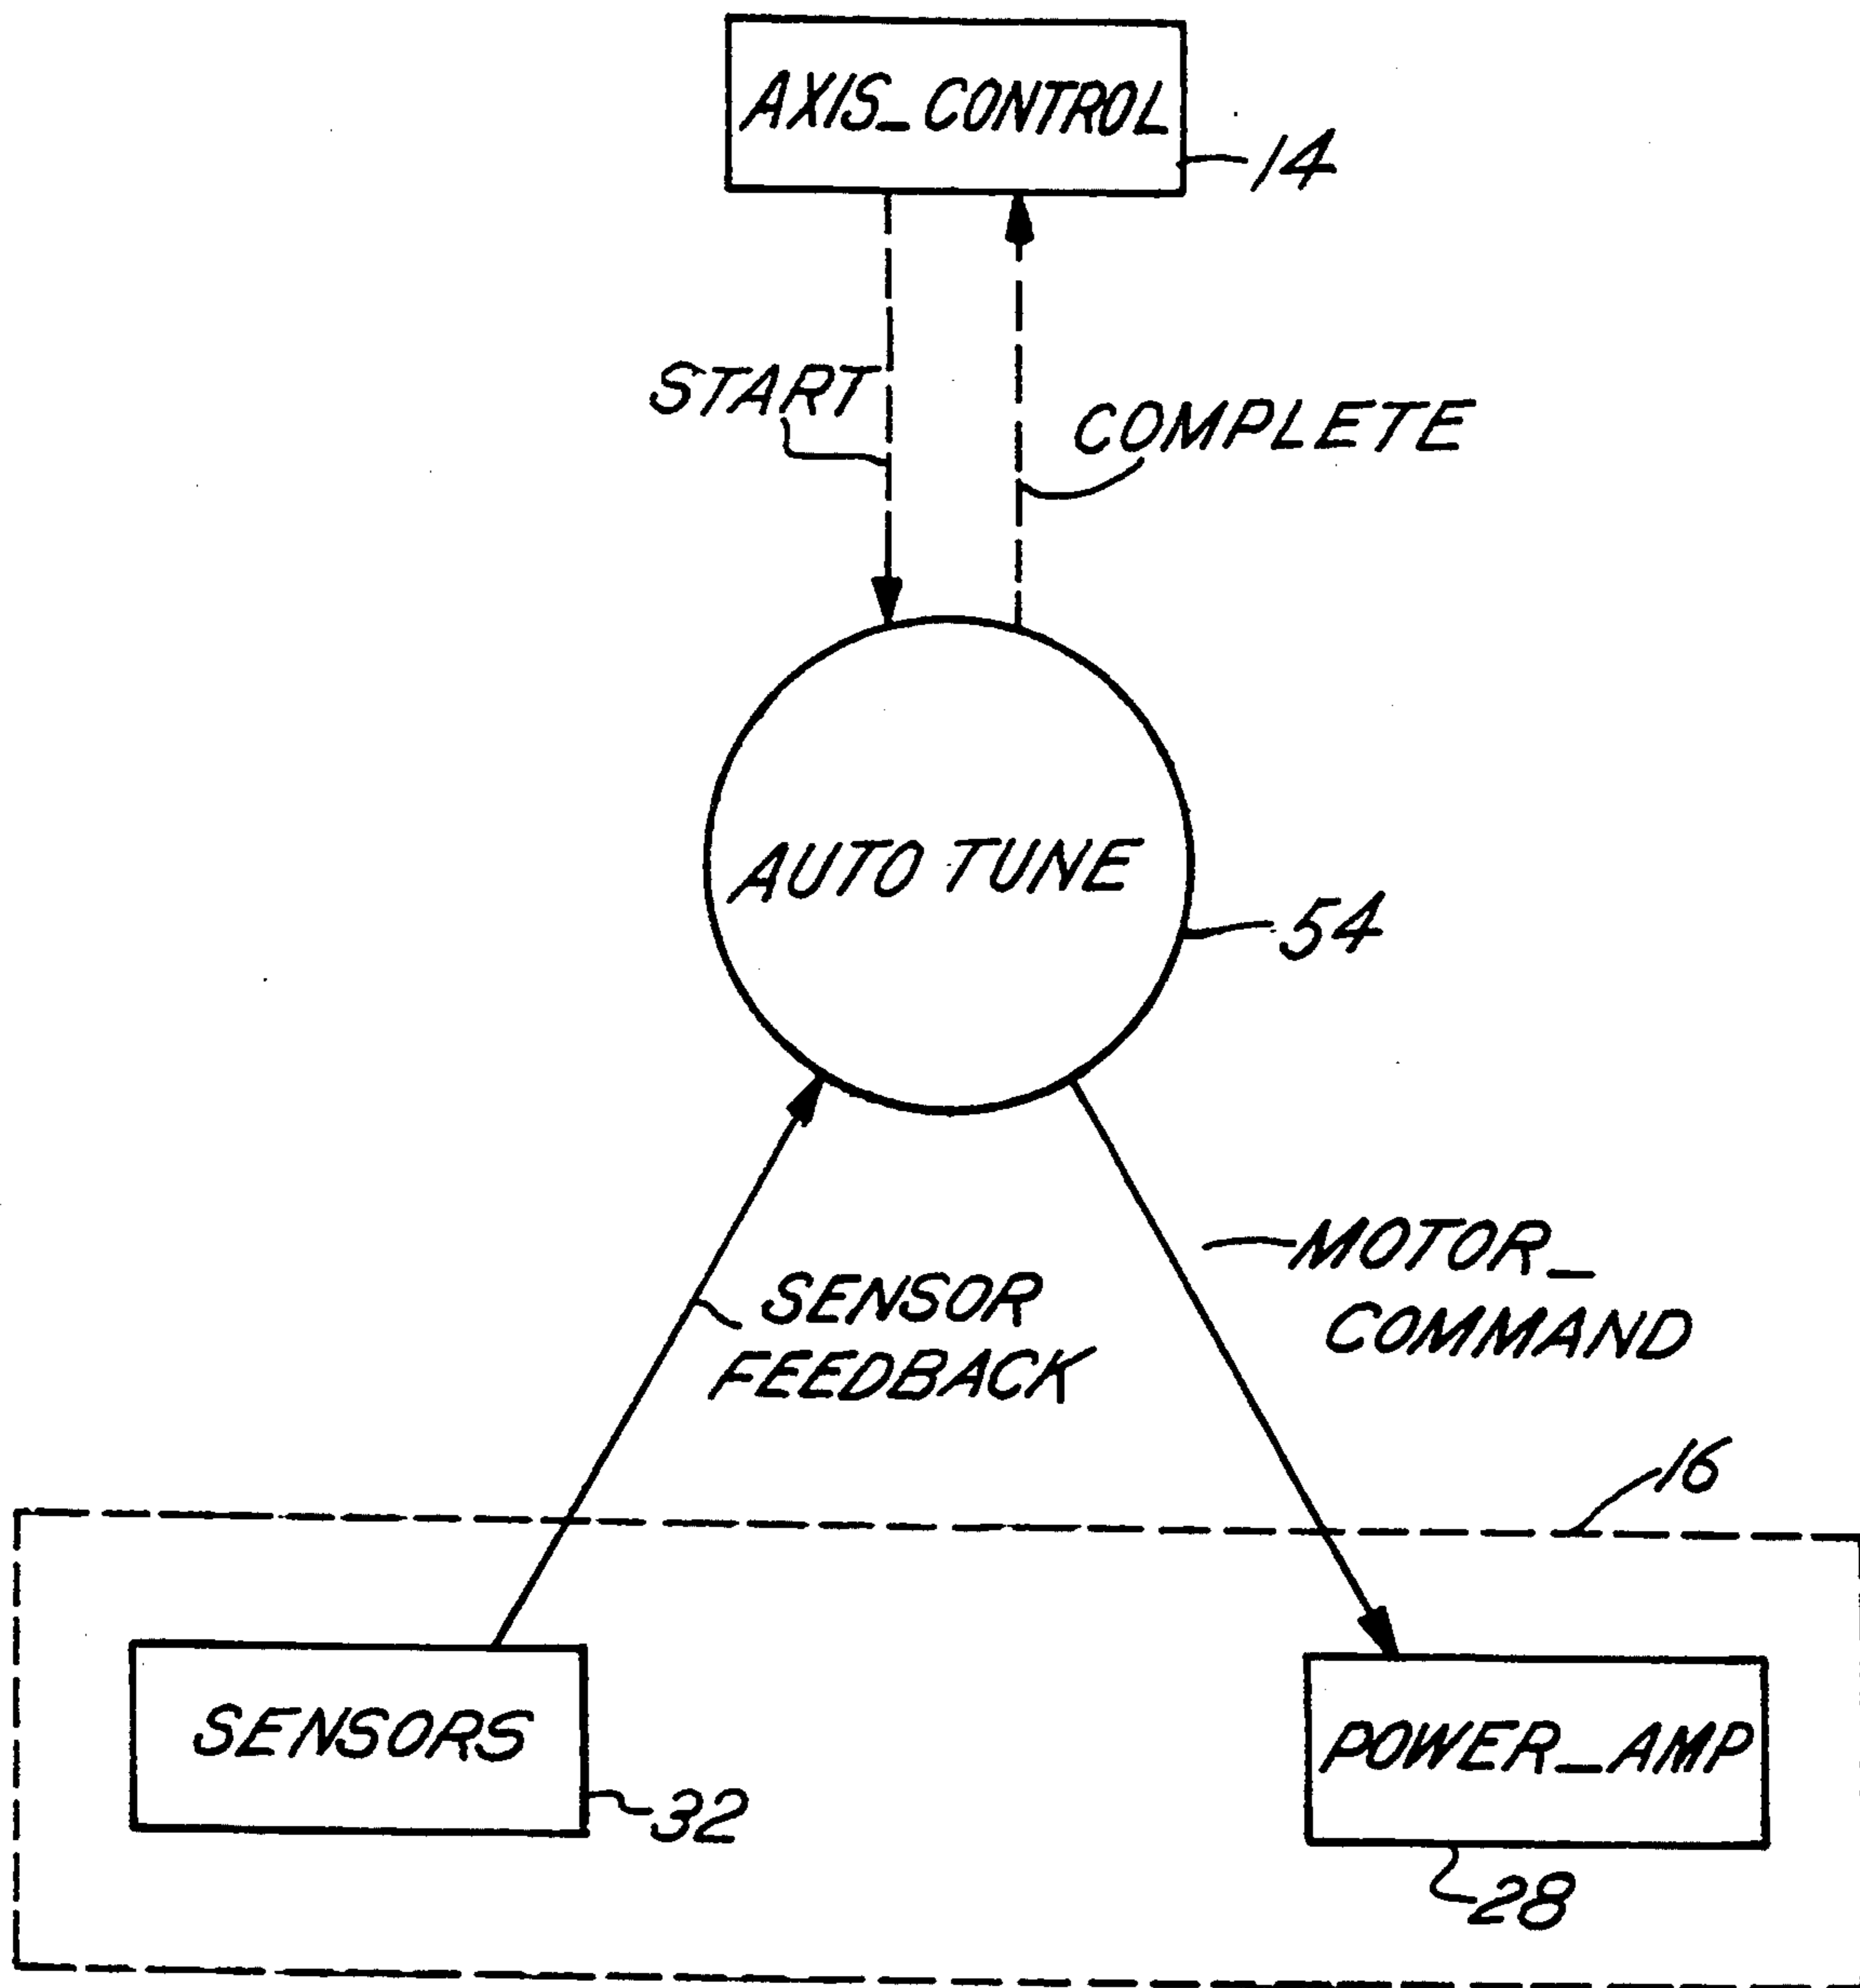 AXIS_CONTROL
14
START
COMPLETE
AUTO TUNE
54
MOTOR_
COMMAND
SENSOR
FEEDBACK
16
SENSORS
32
POWER_AMP
28